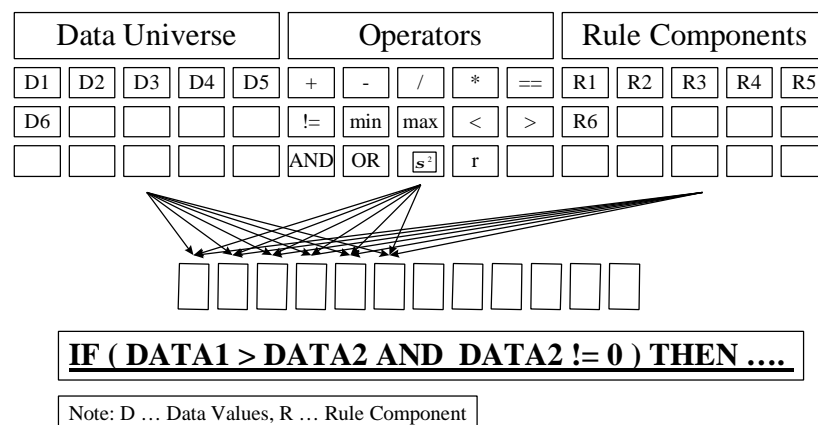 Data Universe Operators Rule Components
D1 D2 D3 D4 D5 + - / * == R1 R2 R3 R4 R5
D6 != min max < > R6
AND OR s² r
IF ( DATA1 > DATA2 AND DATA2 != 0 ) THEN ....
Note: D … Data Values, R … Rule Component